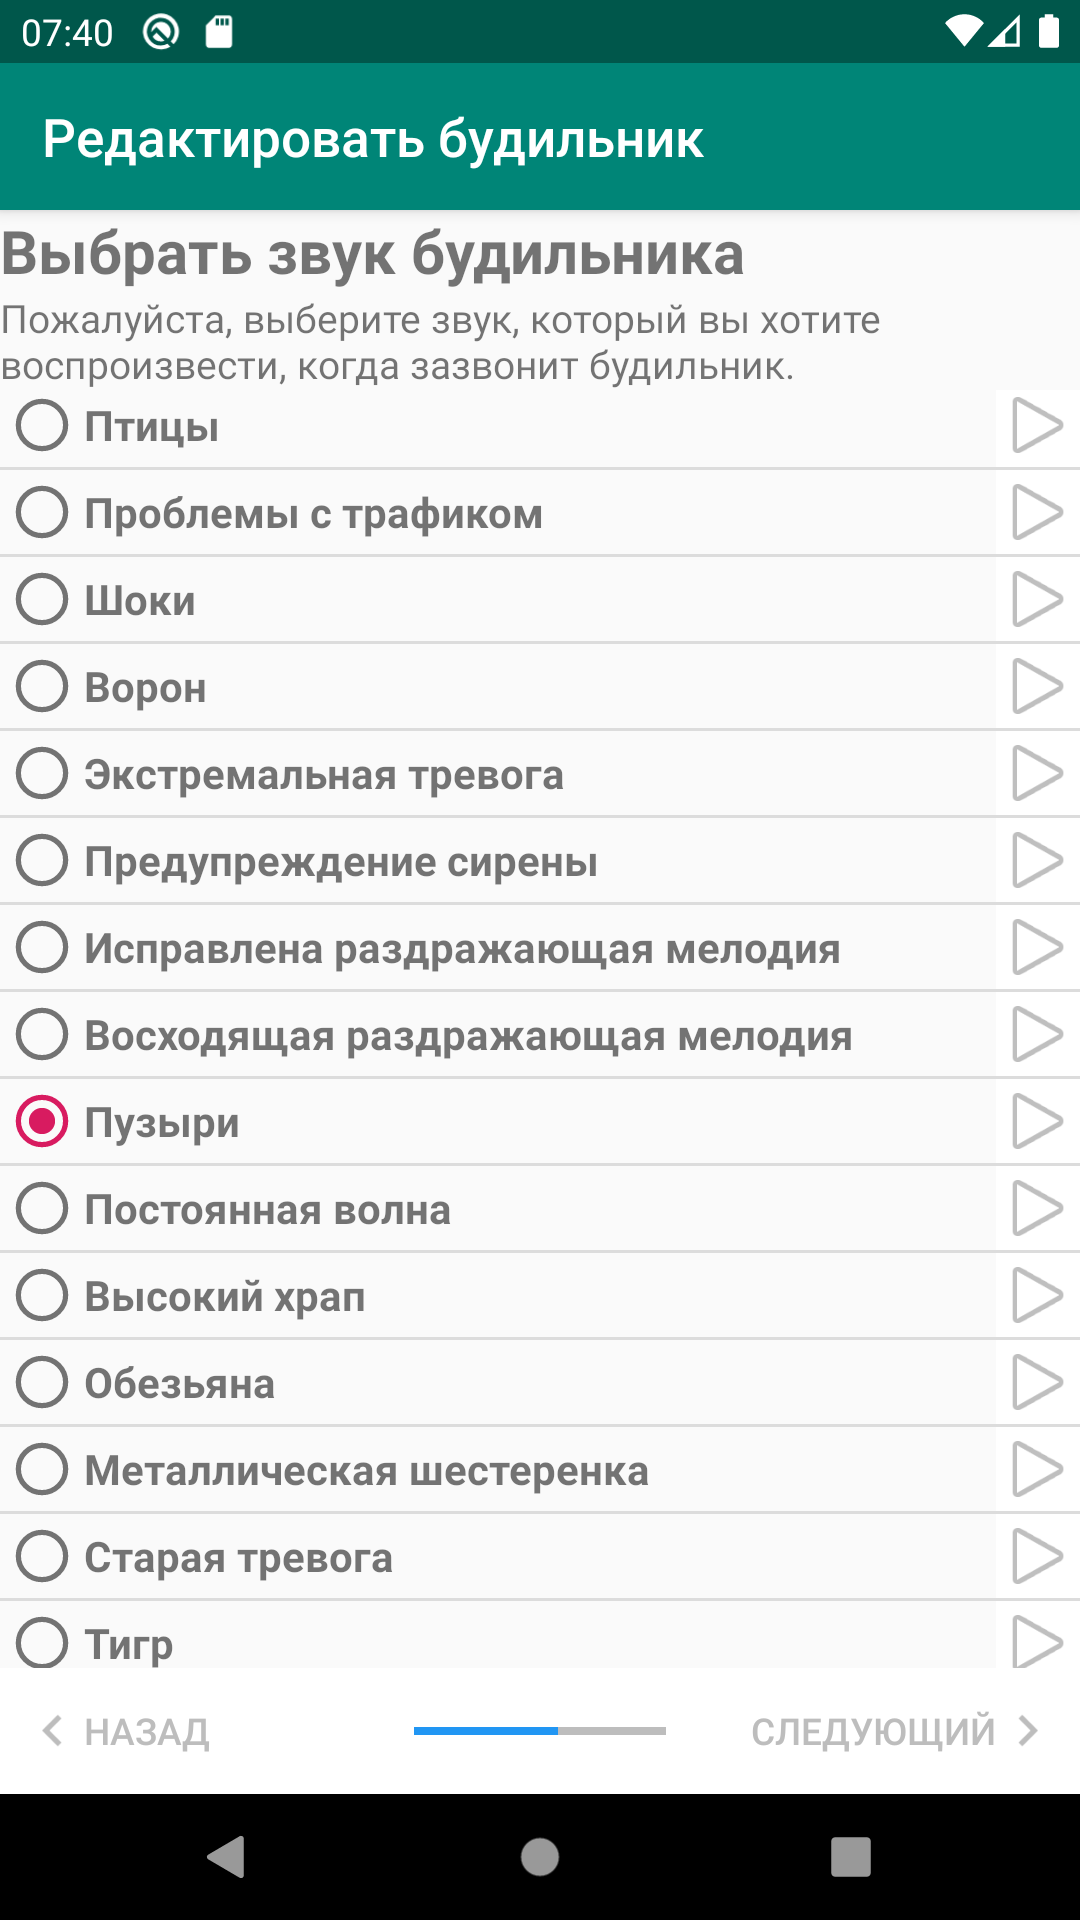 07:40
Редактировать будильник
Выбрать звук будильника
Пожалуйста, выберите звук, который вы хотите
воспроизвести, когда зазвонит будильник.
Птицы
Проблемы с трафиком
Шоки
Ворон
Экстремальная тревога
Предупреждение сирены
Исправлена раздражающая мелодия
Восходящая раздражающая мелодия
Пузыри
Постоянная волна
Высокий храп
Обезьяна
Металлическая шестеренка
Старая тревога
Тигр
НАЗАД
СЛЕДУЮЩИЙ